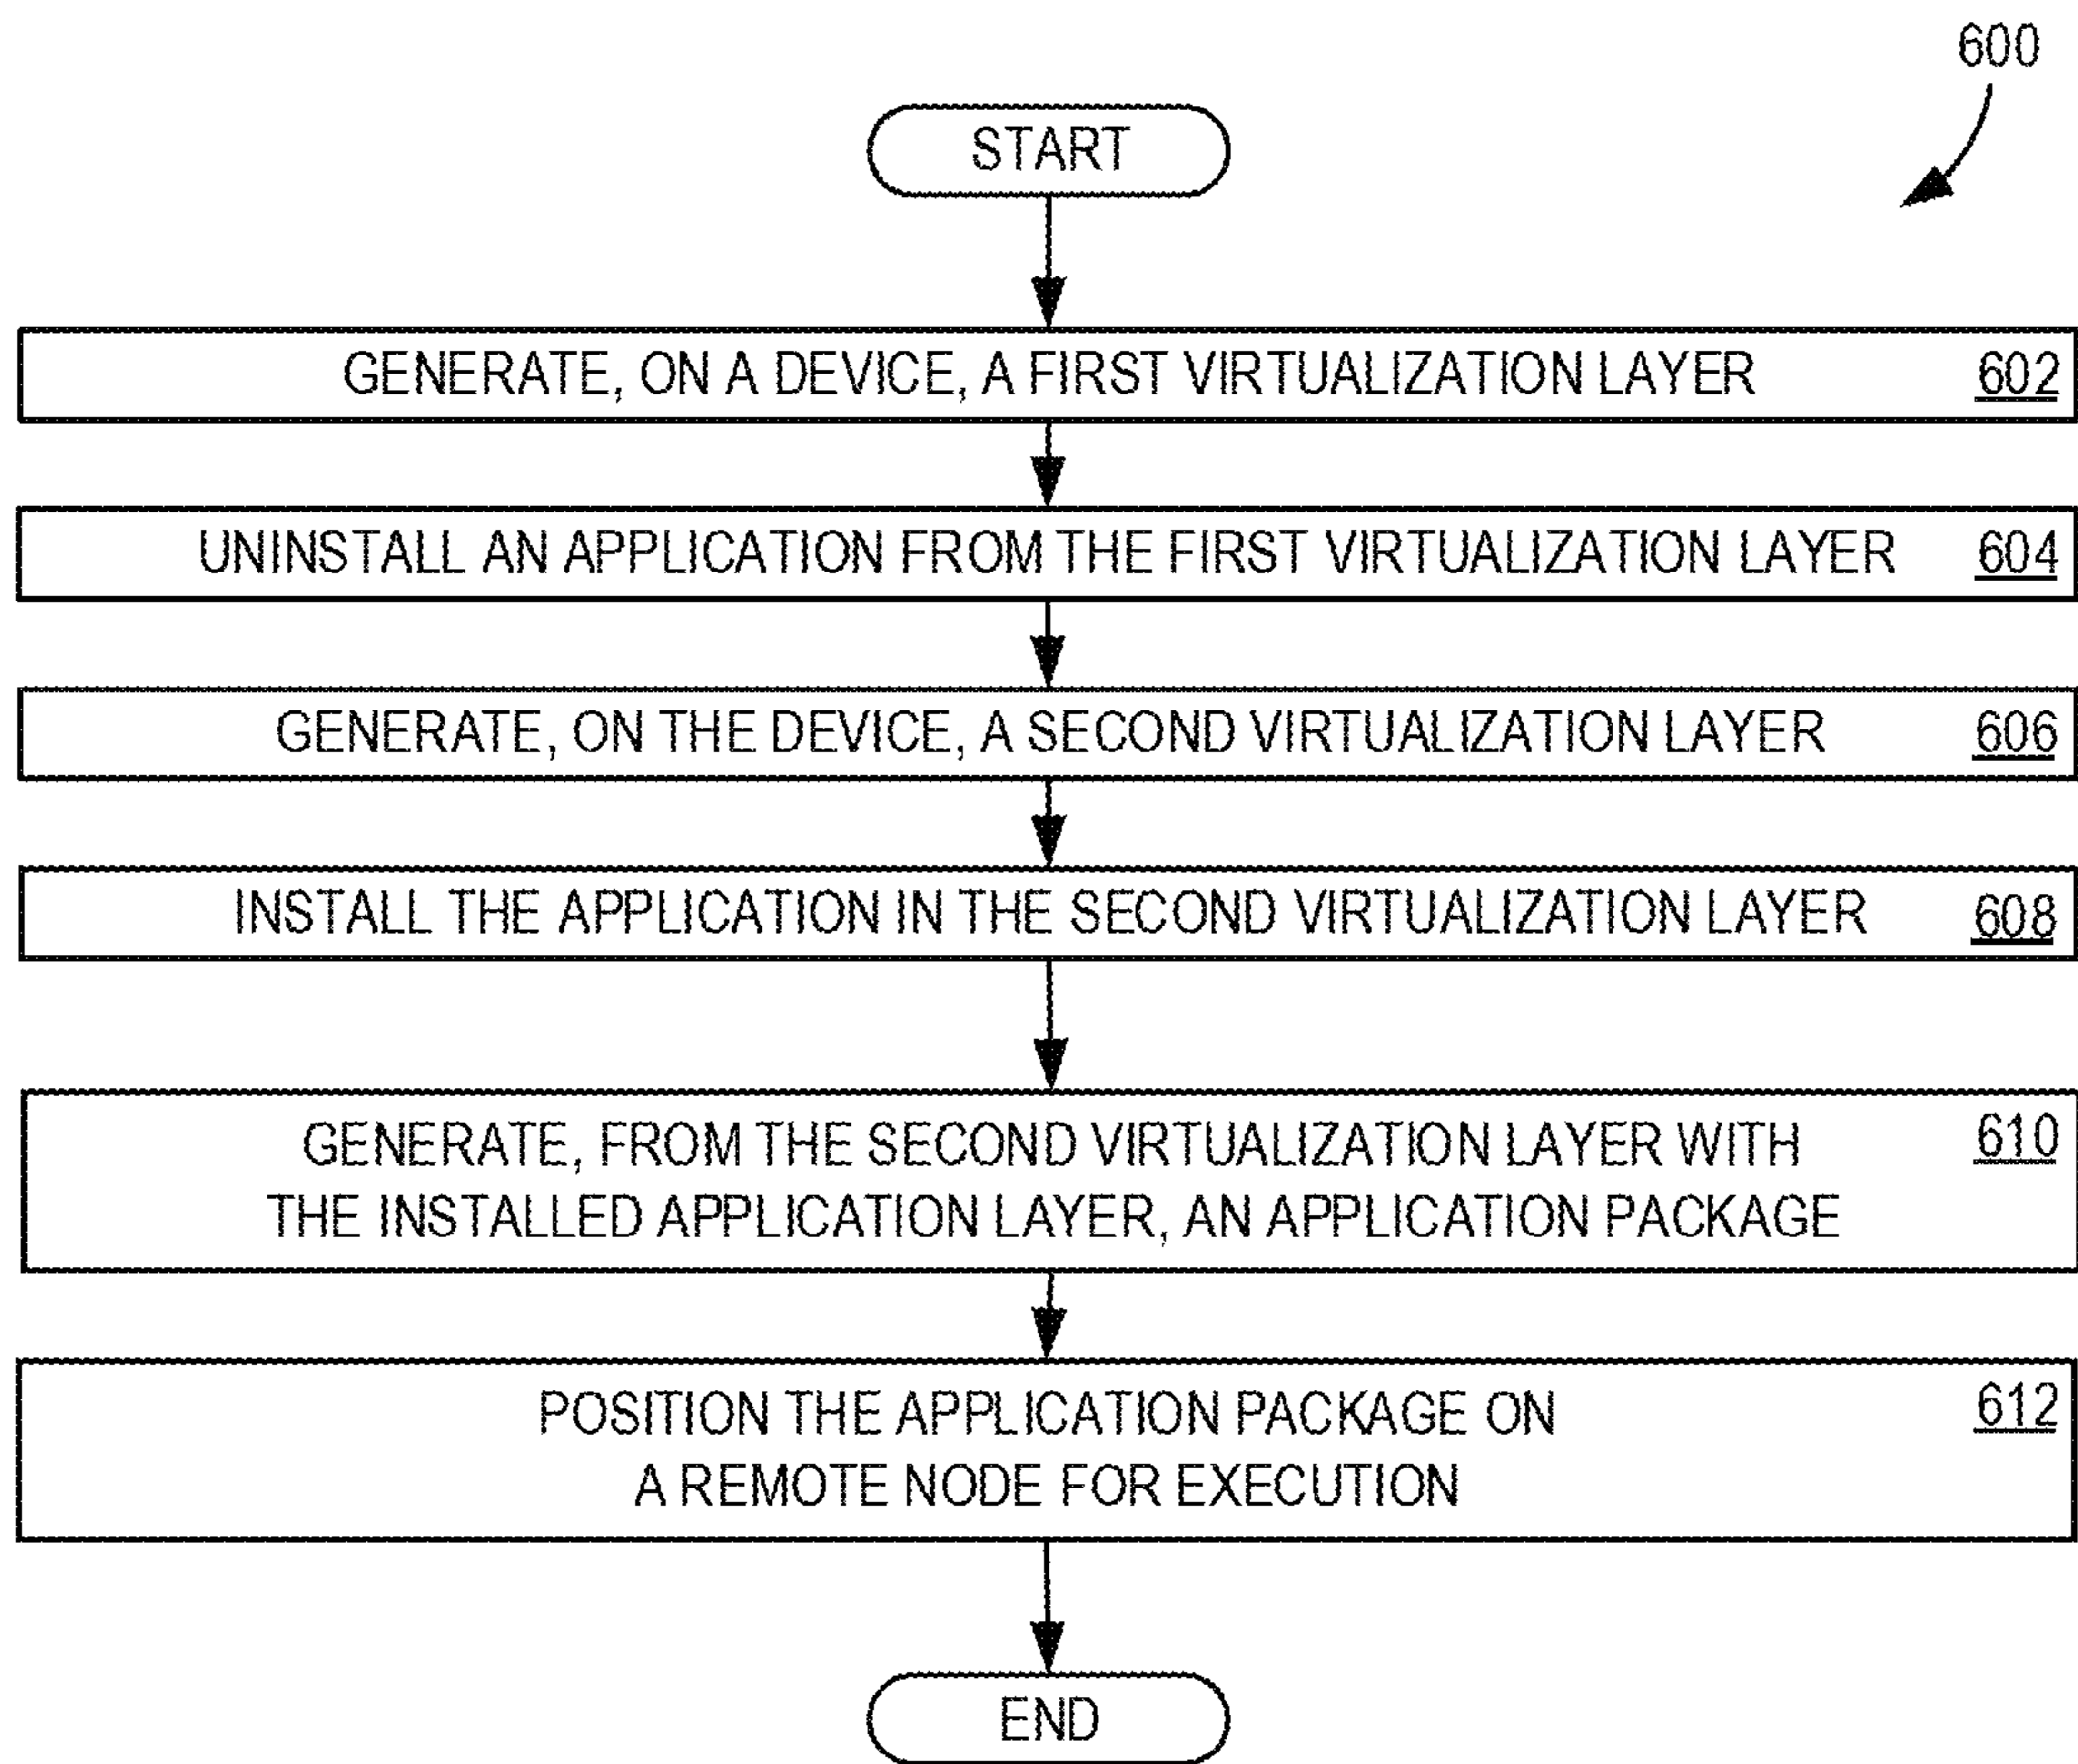 600
START
GENERATE, ON A DEVICE, A FIRST VIRTUALIZATION LAYER 602
UNINSTALL AN APPLICATION FROM THE FIRST VIRTUALIZATION LAYER 604
GENERATE, ON THE DEVICE, A SECOND VIRTUALIZATION LAYER 606
INSTALL THE APPLICATION IN THE SECOND VIRTUALIZATION LAYER 608
GENERATE, FROM THE SECOND VIRTUALIZATION LAYER WITH 610
THE INSTALLED APPLICATION LAYER, AN APPLICATION PACKAGE
POSITION THE APPLICATION PACKAGE ON 612
A REMOTE NODE FOR EXECUTION
END